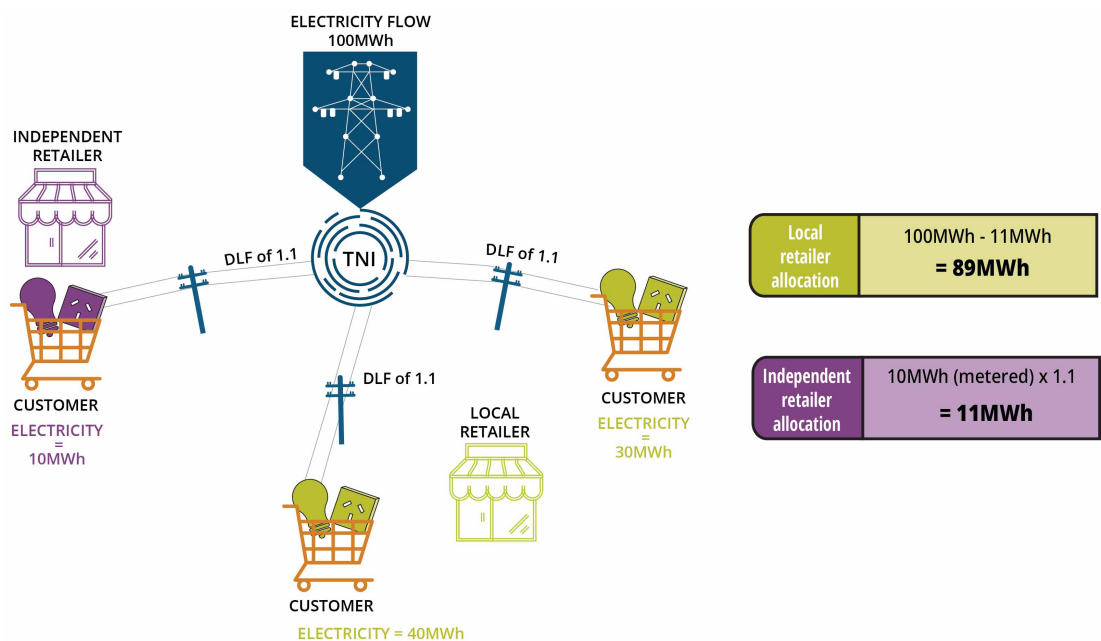 ELECTRICITY FLOW
100MWh
INDEPENDENT
RETAILER
DLF of 1.1
TNI
DLF of 1.1
CUSTOMER
ELECTRICITY
=
10MWh
DLF of 1.1
LOCAL
RETAILER
CUSTOMER
ELECTRICITY
=
30MWh
CUSTOMER
ELECTRICITY = 40MWh
Local
retailer
allocation
100MWh - 11MWh
= 89MWh
Independent
retailer
allocation
10MWh (metered) x 1.1
= 11MWh